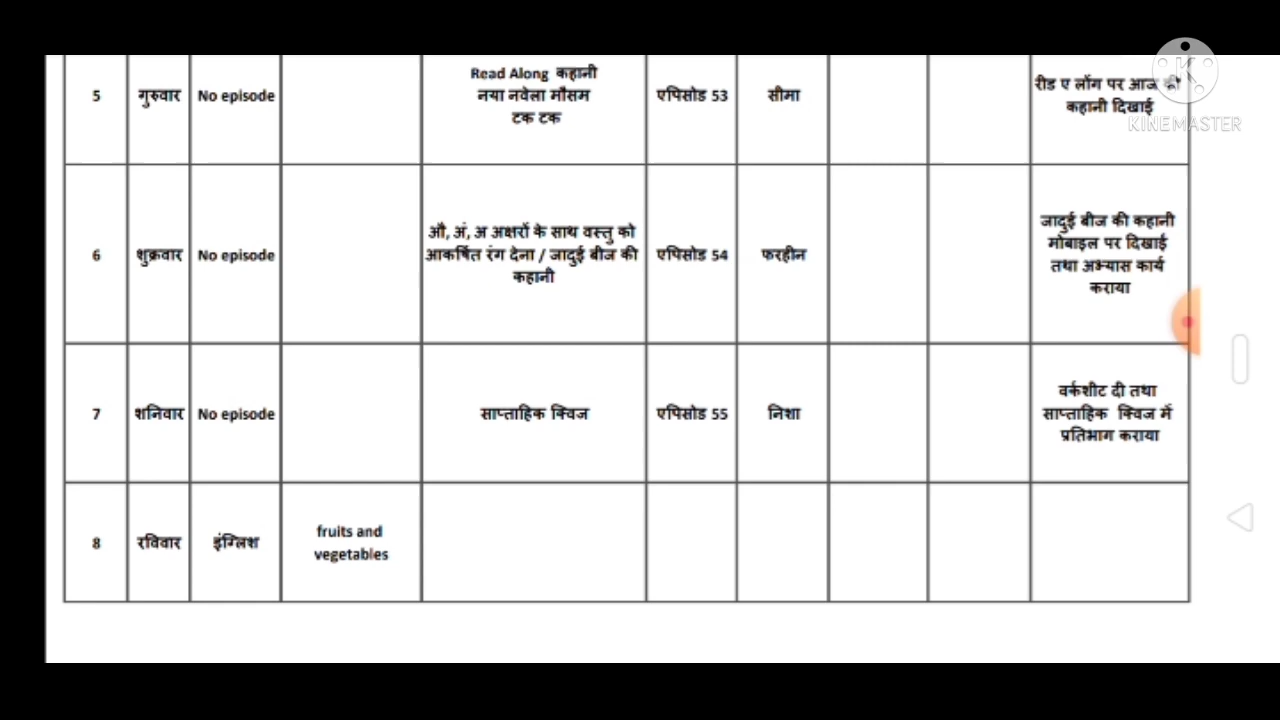 5
गुरुवार
No episode
Read Along कहानी
नया नवेला मौसम
टक टक
एपिसोड 53
सीमा
रीड ए लोंग पर आज की
कहानी दिखाई
KINEMASTER
6
शुक्रवार
No episode
औ, अं, अ अक्षरों के साथ वस्तु को
आकर्षित रंग देना / जादुई बीज की
कहानी
एपिसोड 54
फरहीन
जादुई बीज की कहानी
मोबाइल पर दिखाई
तथा अभ्यास कार्य
कराया
7
शनिवार
No episode
साप्ताहिक क्विज
एपिसोड 55
निशा
वर्कशीट दी तथा
साप्ताहिक क्विज में
प्रतिभाग कराया
8
रविवार
इंग्लिश
fruits and
vegetables